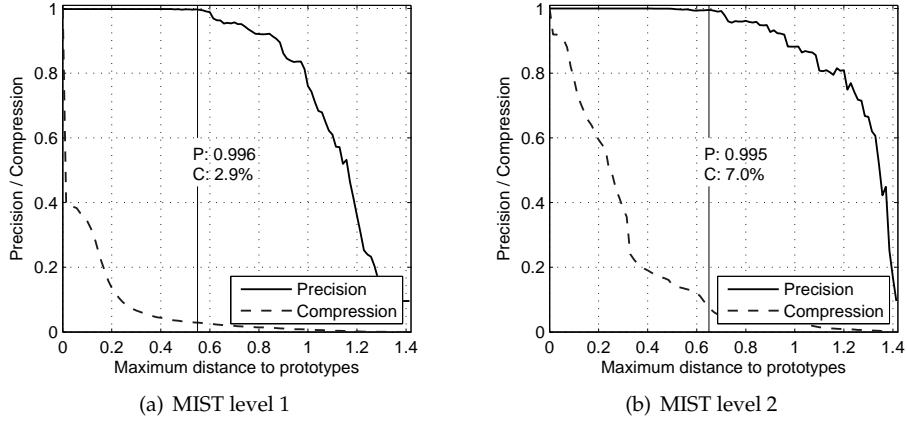 1
0.8
0.6
0.4
0.2
0
Precision / Compression
P: 0.996
C: 2.9%
Precision
Compression
0 0.2 0.4 0.6 0.8 1 1.2 1.4
Maximum distance to prototypes
(a) MIST level 1
1
0.8
0.6
0.4
0.2
0
Precision / Compression
P: 0.995
C: 7.0%
Precision
Compression
0 0.2 0.4 0.6 0.8 1 1.2 1.4
Maximum distance to prototypes
(b) MIST level 2